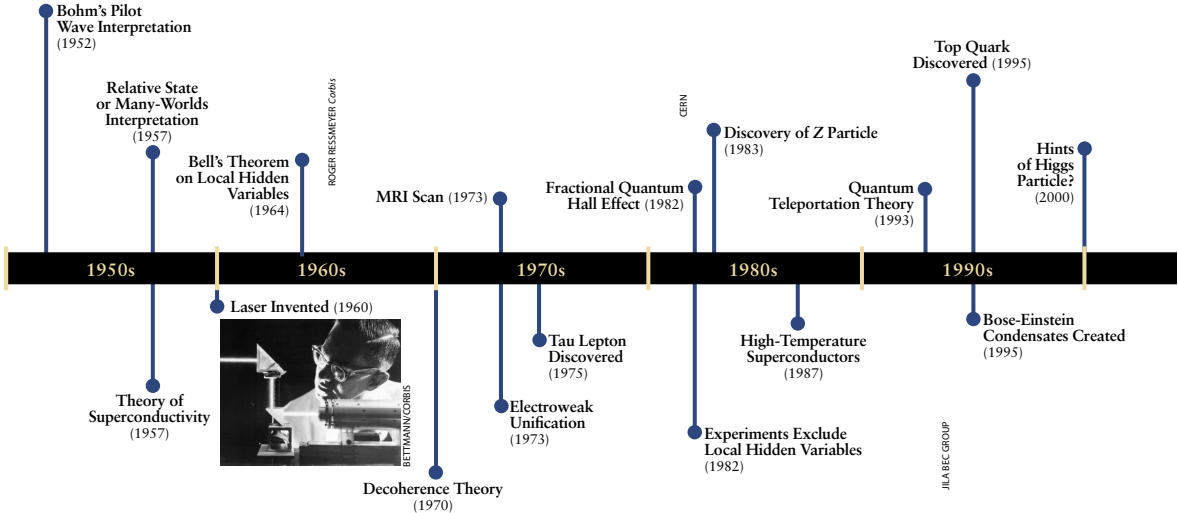 Bohm's Pilot
Wave Interpretation
(1952)
Relative State
or Many-Worlds
Interpretation
(1957)
Bell's Theorem
on Local Hidden
Variables
(1964)
ROGER RESSMEYER Corbis
MRI Scan (1973)
Fractional Quantum
Hall Effect (1982)
CERN
Discovery of Z Particle
(1983)
Quantum
Teleportation Theory
(1993)
Top Quark
Discovered (1995)
Hints
of Higgs
Particle?
(2000)
1950s
1960s
1970s
1980s
1990s
Theory of
Superconductivity
(1957)
Laser Invented (1960)
BETTMANN/CORBIS
Decoherence Theory
(1970)
Electroweak
Unification
(1973)
Tau Lepton
Discovered
(1975)
Experiments Exclude
Local Hidden Variables
(1982)
High-Temperature
Superconductors
(1987)
JILA BEC GROUP
Bose-Einstein
Condensates Created
(1995)